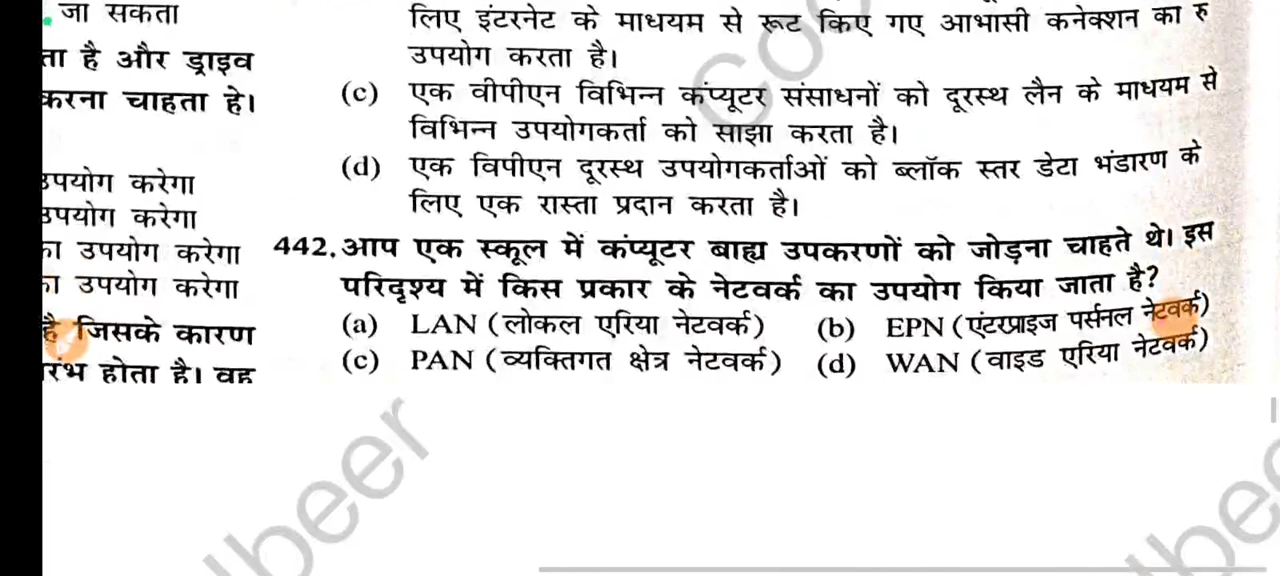 जा सकता
ता है और ड्राइव
करना चाहता हे।
उपयोग करेगा
उपयोग करेगा
का उपयोग करेगा
का उपयोग करेगा
है जिसके कारण
रंभ होता है। वह
लिए इंटरनेट के माधयम से रूट किए गए आभासी कनेक्शन का रु
उपयोग करता है।
(c) एक वीपीएन विभिन्न कंप्यूटर संसाधनों को दूरस्थ लैन के माधयम से
विभिन्न उपयोगकर्ता को साझा करता है।
(d) एक विपीएन दूरस्थ उपयोगकर्ताओं को ब्लॉक स्तर डेटा भंडारण के
लिए एक रास्ता प्रदान करता है।
442. आप एक स्कूल में कंप्यूटर बाह्य उपकरणों को जोड़ना चाहते थे। इस
परिदृश्य में किस प्रकार के नेटवर्क का उपयोग किया जाता है?
(a) LAN (लोकल एरिया नेटवर्क) (b) EPN (एंटरप्राइज पर्सनल नेटवर्क)
(c) PAN (व्यक्तिगत क्षेत्र नेटवर्क) (d) WAN (वाइड एरिया नेटवर्क)